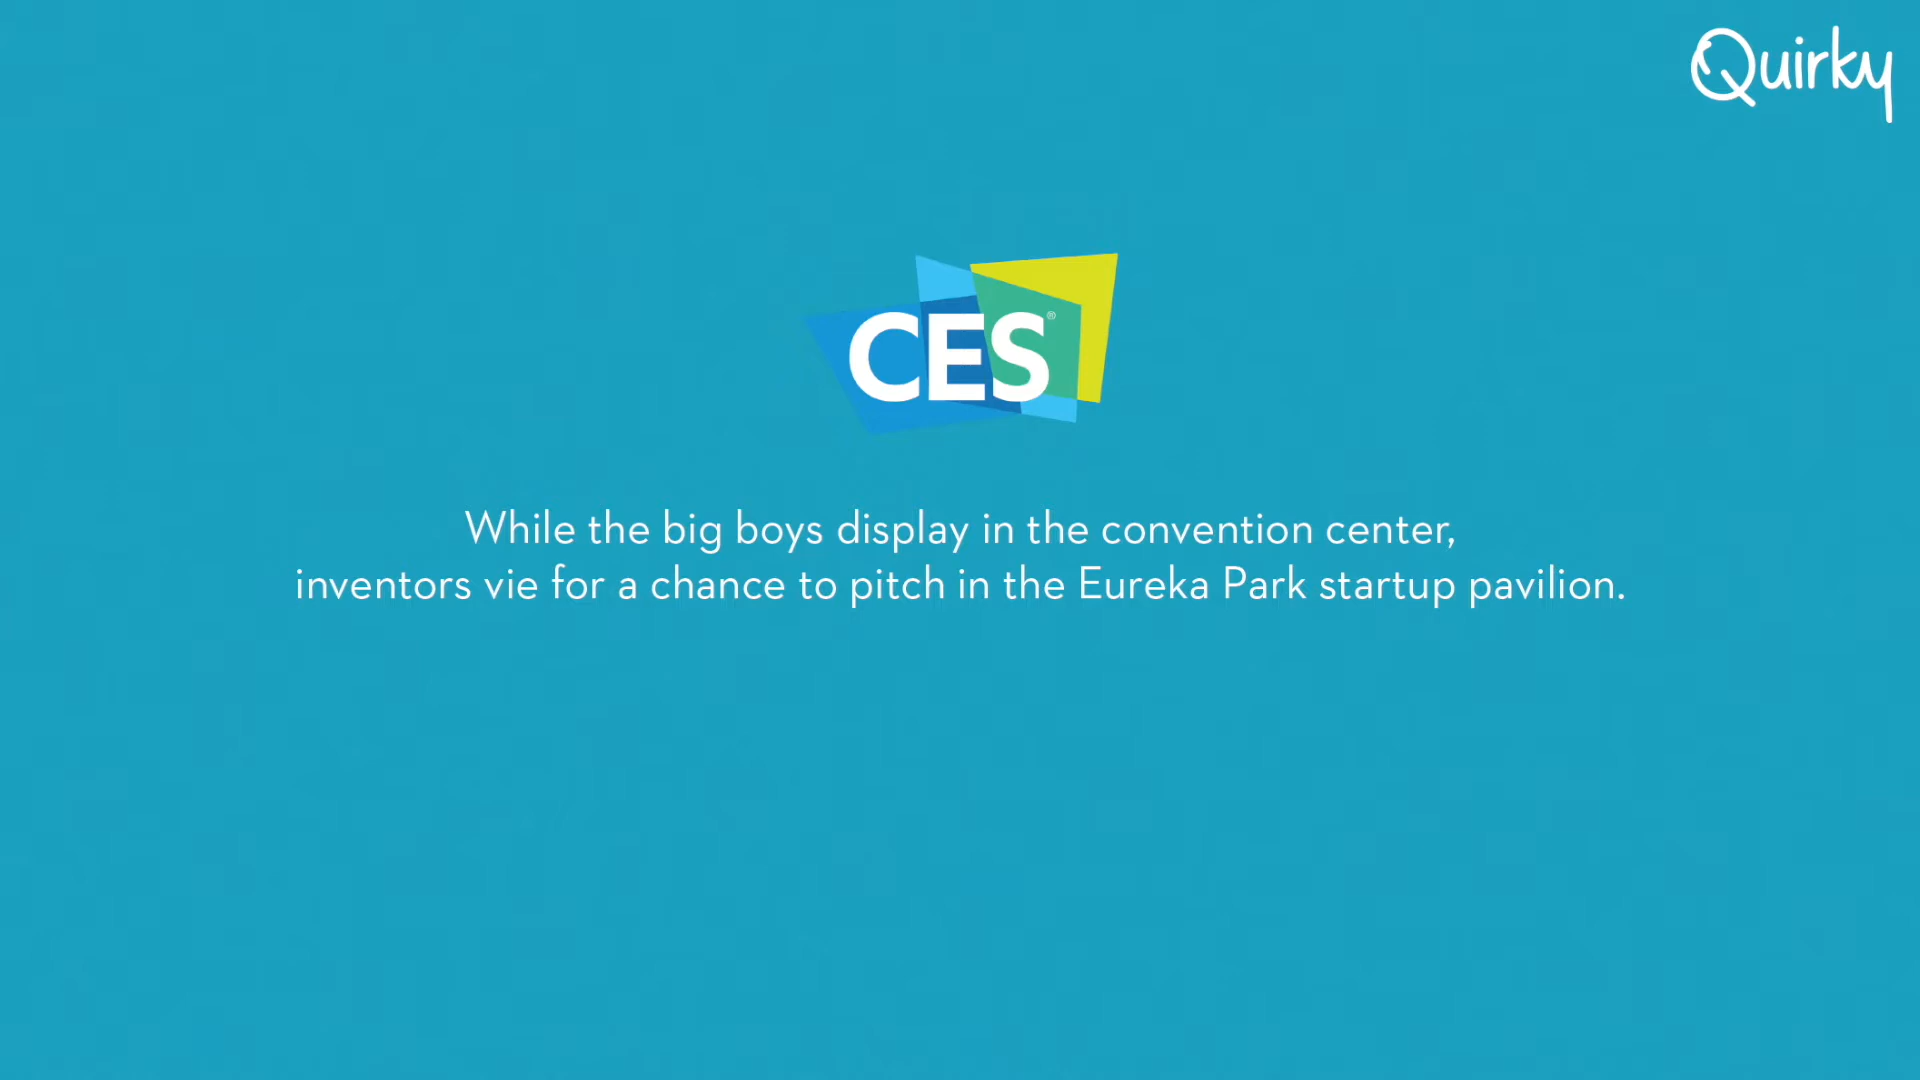 Quirky
CES®
While the big boys display in the convention center,
inventors vie for a chance to pitch in the Eureka Park startup pavilion.